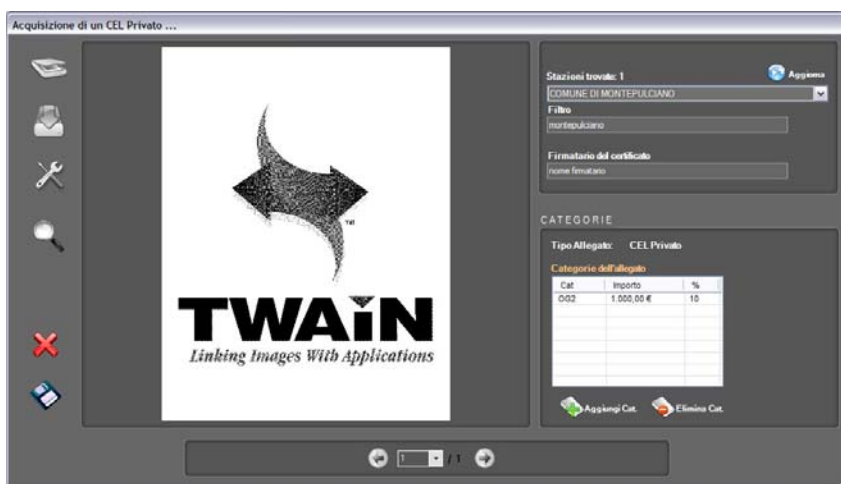 Acquisizione di un CEL Privato ...
TM
TWAIN
Linking Images With Applications
Stazioni trovate: 1
Aggiorna
COMUNE DI MONTEPULCIANO
Filtro
montepulciano
Firmatario del certificato
nome firmatario
CATEGORIE
Tipo Allegato: CEL Privato
Categorie dell'allegato
Cat Importo %
OG2 1.000,00 € 10
Aggiungi Cat. Elimina Cat.
1 / 1